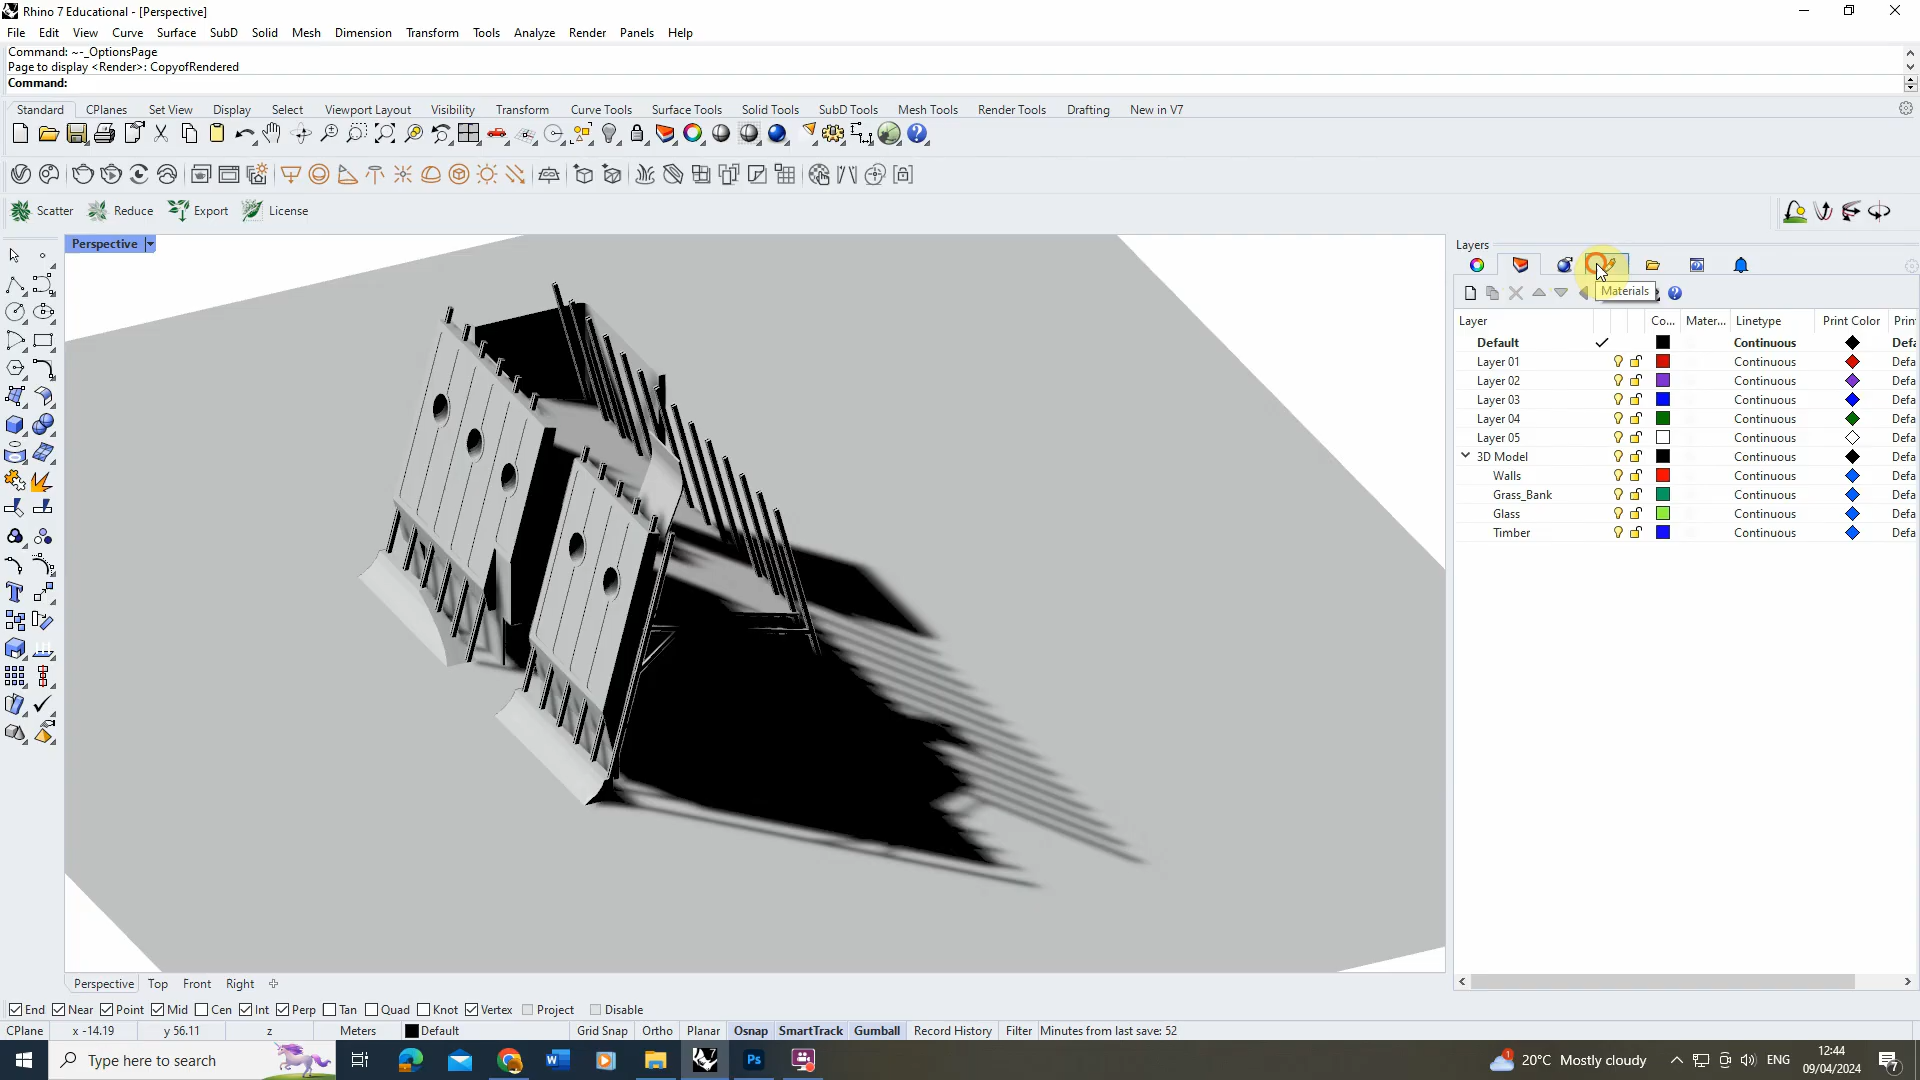 Rhino 7 Educational - [Perspective]
File Edit View Curve Surface SubD Solid Mesh Dimension Transform Tools Analyze Render Panels Help
Command: ~-_OptionsPage
Page to display <Render>: CopyofRendered
Command:
Standard CPlanes Set View Display Select Viewport Layout Visibility Transform Curve Tools Surface Tools Solid Tools SubD Tools Mesh Tools Render Tools Drafting New in V7
Scatter Reduce Export License
Perspective
Layers
Materials
Layer Co... Mater... Linetype Print Color Prin
Default Continuous Defa
Layer 01 Continuous Defa
Layer 02 Continuous Defa
Layer 03 Continuous Defa
Layer 04 Continuous Defa
Layer 05 Continuous Defa
3D Model Continuous Defa
Walls Continuous Defa
Grass_Bank Continuous Defa
Glass Continuous Defa
Timber Continuous Defa
Perspective Top Front Right
End Near Point Mid Cen Int Perp Tan Quad Knot Vertex Project Disable
CPlane x -14.19 y 56.11 z Meters Default Grid Snap Ortho Planar Osnap SmartTrack Gumball Record History Filter Minutes from last save: 52
Type here to search 20°C Mostly cloudy ENG 12:44
09/04/2024 7